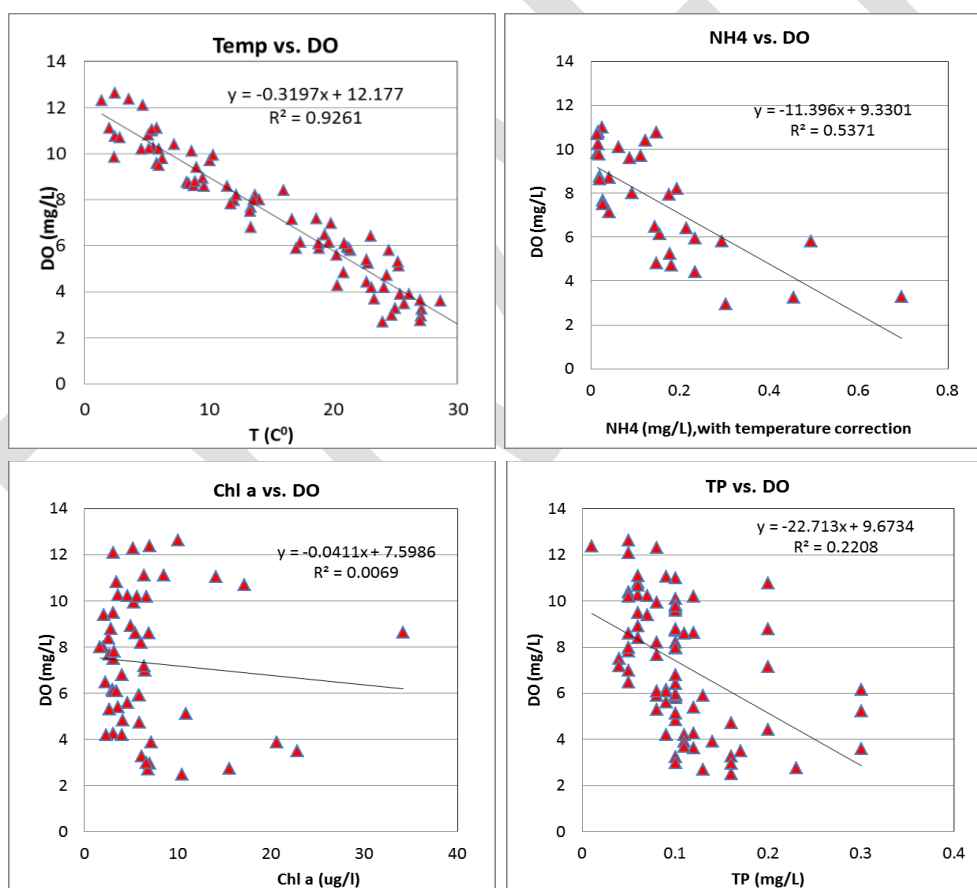 Temp vs. DO
14
12
10
8
6
4
2
0
DO (mg/L)
y = -0.3197x + 12.177
R² = 0.9261
0 10 20 30
T (C⁰)
NH4 vs. DO
14
12
10
8
6
4
2
0
DO (mg/L)
y = -11.396x + 9.3301
R² = 0.5371
0 0.2 0.4 0.6 0.8
NH4 (mg/L),with temperature correction
Chl a vs. DO
14
12
10
8
6
4
2
0
DO (mg/L)
y = -0.0411x + 7.5986
R² = 0.0069
0 10 20 30 40
Chl a (ug/l)
TP vs. DO
14
12
10
8
6
4
2
0
DO (mg/L)
y = -22.713x + 9.6734
R² = 0.2208
0 0.1 0.2 0.3 0.4
TP (mg/L)